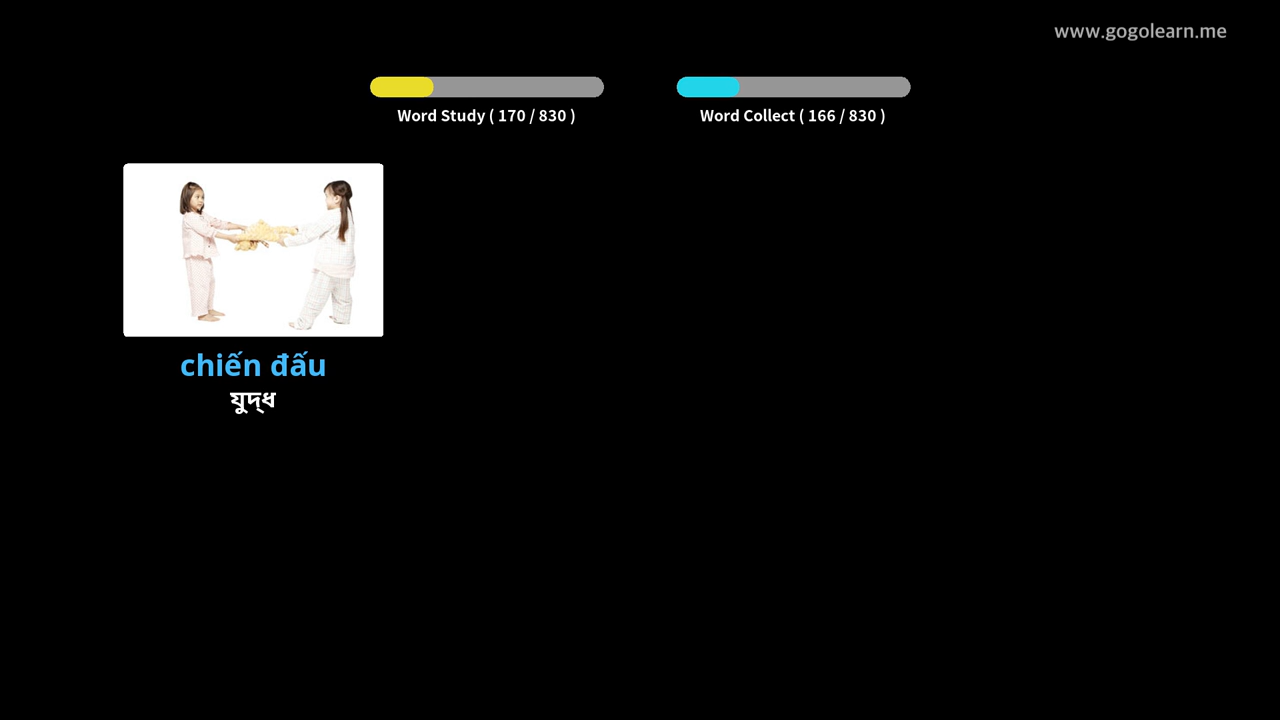 www.gogolearn.me
Word Study ( 170 / 830 )
Word Collect ( 166 / 830 )
chiến đấu
যুদ্ধ